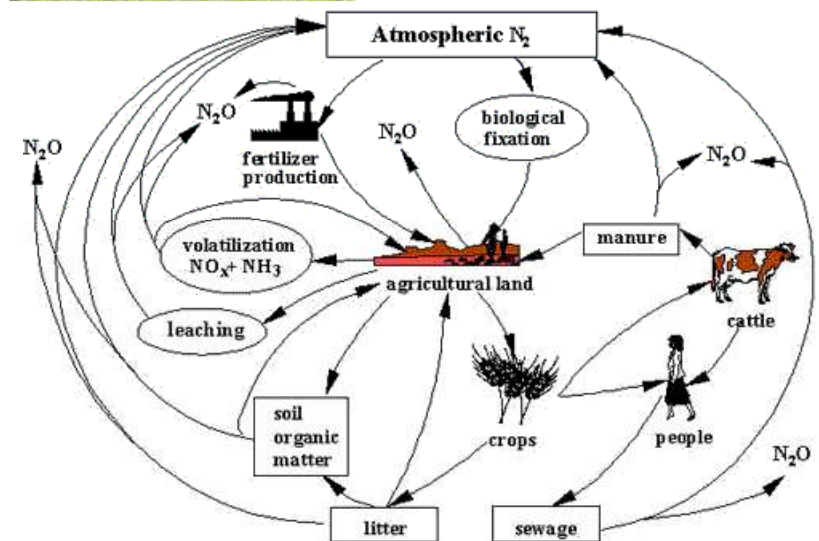 Atmospheric N₂
N₂O
biological
fixation
N₂O
N₂O
N₂O
fertilizer
production
volatilization
NOₓ+ NH₃
manure
agricultural land
cattle
leaching
soil
organic
matter
crops
people
N₂O
litter
sewage